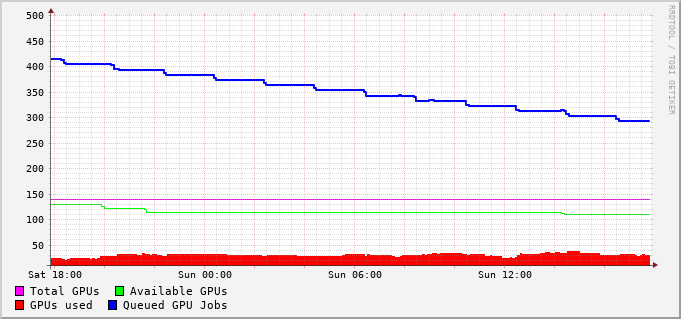 500
450
400
350
300
250
200
150
100
50
Sat 18:00 Sun 00:00 Sun 06:00 Sun 12:00
Total GPUs Available GPUs
GPUs used Queued GPU Jobs
RRDTOOL / TOBI OETIKER